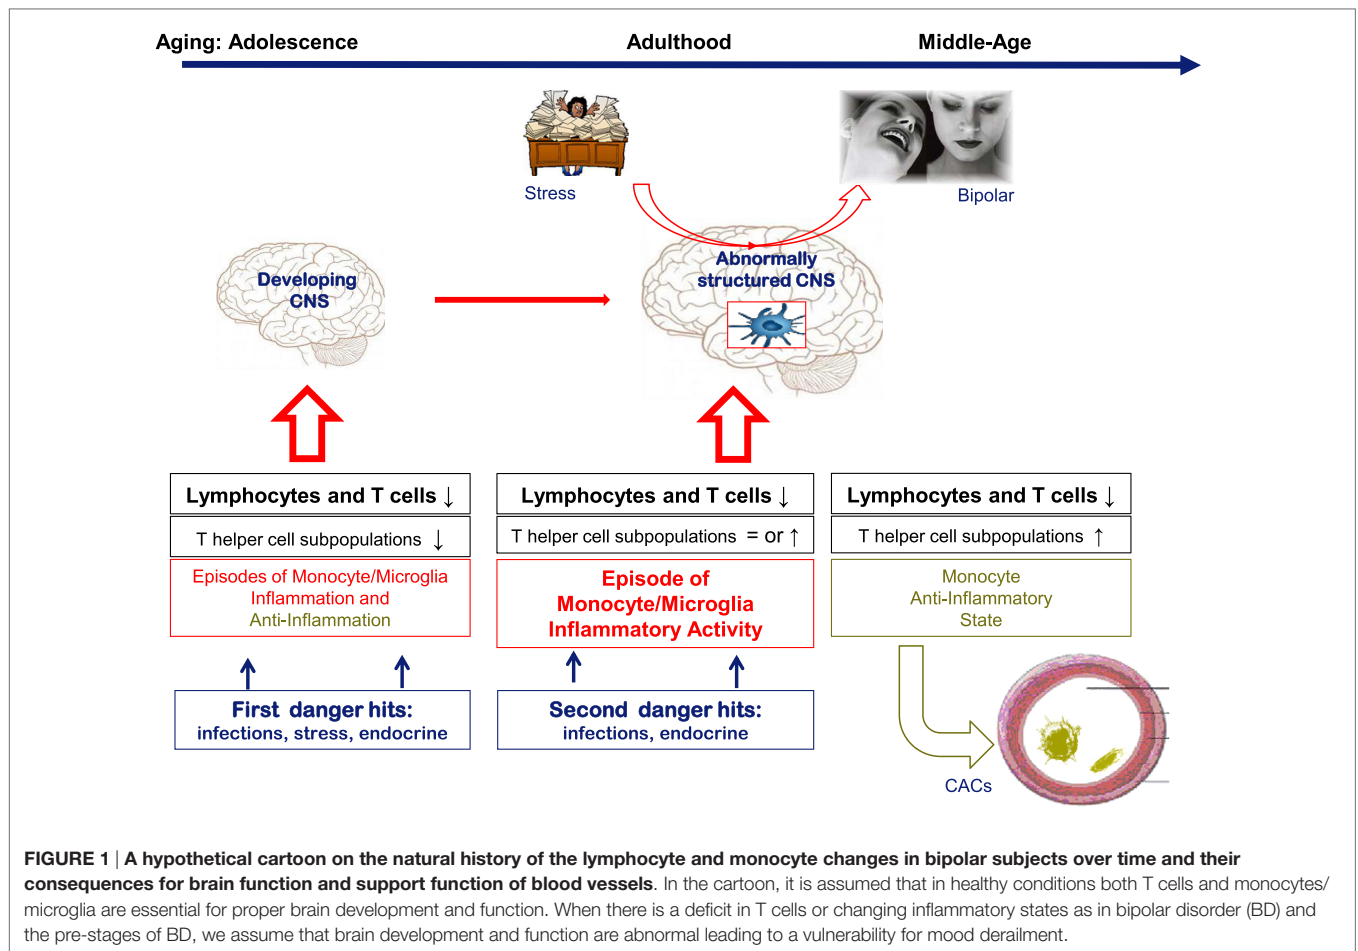 Aging: Adolescence
Adulthood
Middle-Age
Stress
Bipolar
Developing
CNS
Abnormally
structured CNS
Lymphocytes and T cells ↓
T helper cell subpopulations ↓
Episodes of Monocyte/Microglia
Inflammation and
Anti-Inflammation
First danger hits:
infections, stress, endocrine
Lymphocytes and T cells ↓
T helper cell subpopulations = or ↑
Episode of
Monocyte/Microglia
Inflammatory Activity
Second danger hits:
infections, endocrine
Lymphocytes and T cells ↓
T helper cell subpopulations ↑
Monocyte
Anti-Inflammatory
State
CACs
FIGURE 1 | A hypothetical cartoon on the natural history of the lymphocyte and monocyte changes in bipolar subjects over time and their
consequences for brain function and support function of blood vessels. In the cartoon, it is assumed that in healthy conditions both T cells and monocytes/
microglia are essential for proper brain development and function. When there is a deficit in T cells or changing inflammatory states as in bipolar disorder (BD) and
the pre-stages of BD, we assume that brain development and function are abnormal leading to a vulnerability for mood derailment.